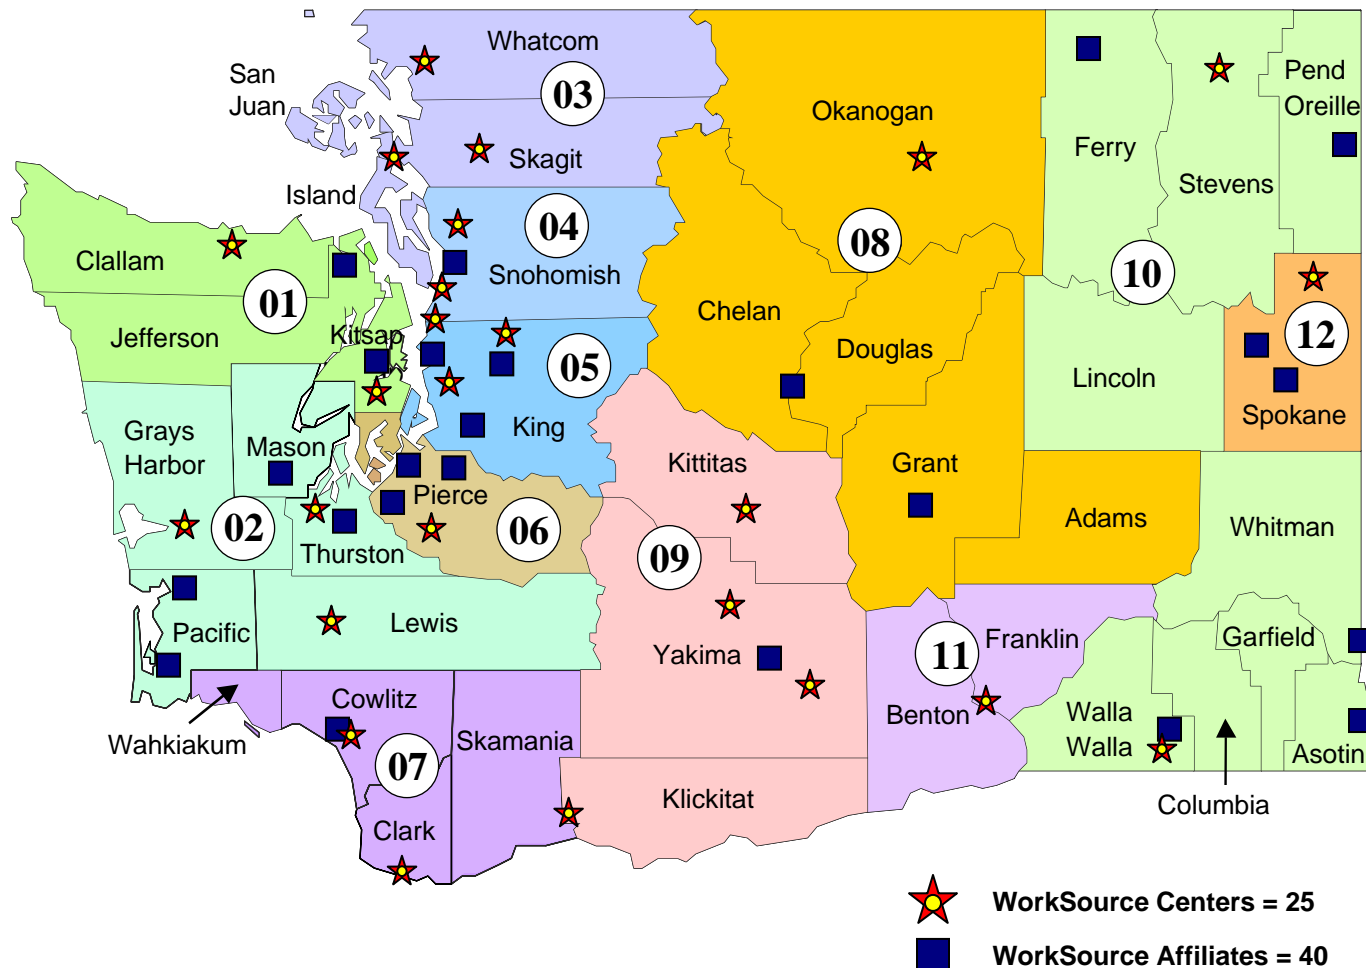 Whatcom
San
Juan
03
Okanogan
Pend
Oreille
Ferry
Skagit
Stevens
Island
04
08
Clallam
Snohomish
10
01
Chelan
Jefferson
Kitsap
12
Douglas
05
Lincoln
Spokane
Grays
Harbor
Mason
King
Kittitas
Grant
Pierce
Adams
Whitman
02
06
Thurston
09
Pacific
Lewis
Franklin
Garfield
Yakima
11
Cowlitz
Benton
Walla
Walla
Wahkiakum
Skamania
Asotin
07
Klickitat
Columbia
Clark
WorkSource Centers = 25
WorkSource Affiliates = 40